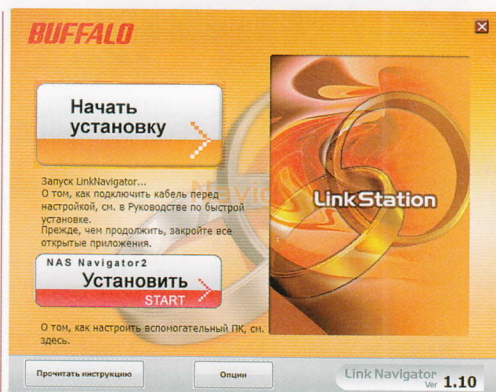 BUFFALO
Начать
установку
Запуск LinkNavigator...
О том, как подключить кабель перед
настройкой, см. в Руководстве по быстрой
установке.
Прежде, чем продолжить, закройте все
открытые приложения.
LinkStation
NAS Navigator2
Установить
START
О том, как настроить вспомогательный ПК, см.
здесь.
Прочитать инструкцию
Опции
Link Navigator
Ver 1.10